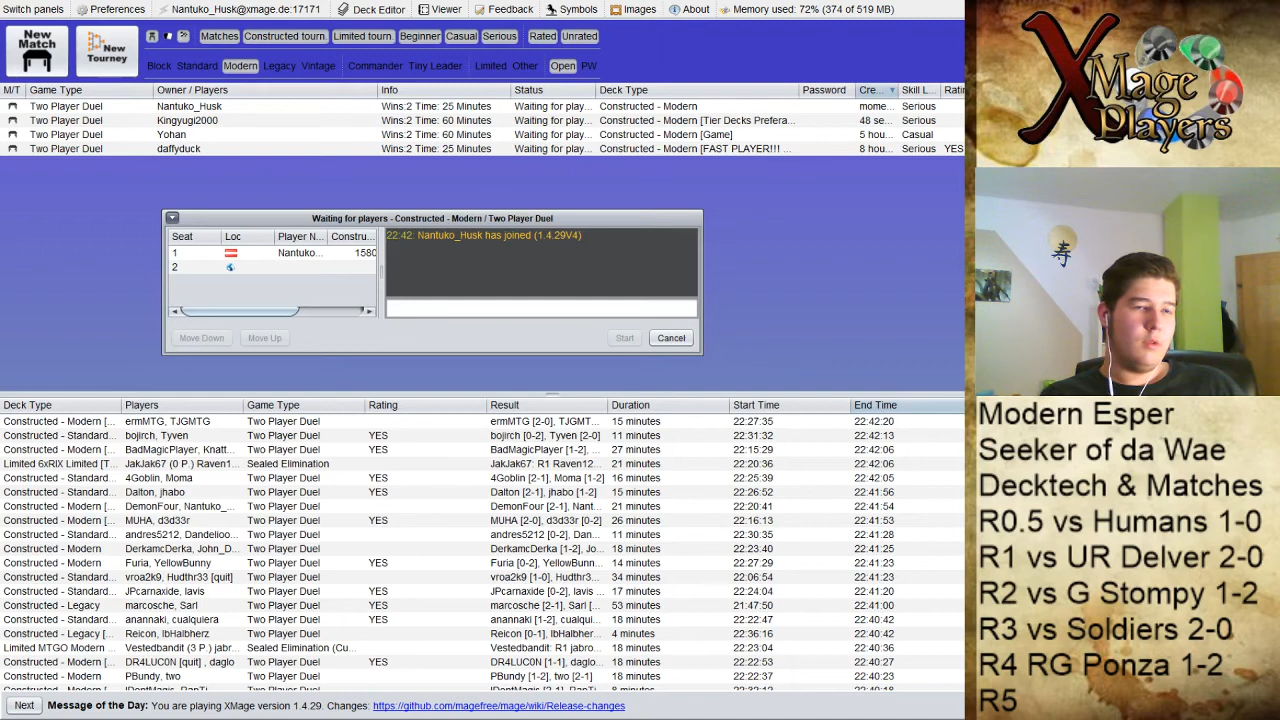 Switch panels Preferences Nantuko_Husk@xmage.de:17171 Deck Editor Viewer Feedback Symbols Images About Memory used: 72% (374 of 519 MB)
New Match New Tourney Matches Constructed tourn. Limited tourn. Beginner Casual Serious Rated Unrated
Block Standard Modern Legacy Vintage Commander Tiny Leader Limited Other Open PW
M/T Game Type Owner / Players Info Status Deck Type Password Cre... Skill L... Ratin
Two Player Duel Nantuko_Husk Wins:2 Time: 25 Minutes Waiting for play... Constructed - Modern mome... Serious
Two Player Duel Kingyugi2000 Wins:2 Time: 60 Minutes Waiting for play... Constructed - Modern [Tier Decks Prefera... 48 se... Serious
Two Player Duel Yohan Wins:2 Time: 60 Minutes Waiting for play... Constructed - Modern [Game] 5 hou... Casual
Two Player Duel daffyduck Wins:2 Time: 25 Minutes Waiting for play... Constructed - Modern [FAST PLAYER!!! ... 8 hou... Serious YES
Waiting for players - Constructed - Modern / Two Player Duel
Seat Loc Player N... Constru...
22:42: Nantuko_Husk has joined (1.4.29V4)
1 Nantuko... 1580
2
Move Down Move Up Start Cancel
Deck Type Players Game Type Rating Result Duration Start Time End Time
Constructed - Modern [... ermMTG, TJGMTG Two Player Duel ermMTG [2-0], TJGMT... 15 minutes 22:27:35 22:42:20
Constructed - Standard... bojirch, Tyven Two Player Duel YES bojirch [0-2], Tyven [2-0] 11 minutes 22:31:32 22:42:13
Constructed - Modern [... BadMagicPlayer, Knatt... Two Player Duel YES BadMagicPlayer [2-1],... 27 minutes 22:15:29 22:42:06
Limited 6xRIX Limited [T... JakJak67 (0 P.) Raven1... Sealed Elimination JakJak67: R1 Raven12... 21 minutes 22:20:36 22:42:06
Constructed - Standard... 4Goblin, Moma Two Player Duel YES 4Goblin [2-1], Moma [1-2] 16 minutes 22:25:39 22:42:05
Constructed - Standard... Dalton, jhabo Two Player Duel YES Dalton [2-1], jhabo [1-2] 15 minutes 22:26:52 22:41:56
Constructed - Modern [... DemonFour, Nantuko_... Two Player Duel DemonFour [2-1], Nant... 21 minutes 22:20:41 22:41:54
Constructed - Modern [... MUHA, d3d33r Two Player Duel YES MUHA [2-0], d3d33r [0-2] 26 minutes 22:16:13 22:41:53
Constructed - Standard... andres5212, Dandelioo... Two Player Duel andres5212 [2-0], Dan... 11 minutes 22:30:35 22:41:28
Constructed - Modern DerkamcDerka, John_D... Two Player Duel DerkamcDerka [1-2], Jo... 18 minutes 22:23:40 22:41:25
Constructed - Modern Furia, YellowBunny Two Player Duel Furia [0-2], YellowBunn... 14 minutes 22:27:29 22:41:23
Constructed - Standard... vroa2k9, Hudthr33 [quit] Two Player Duel vroa2k9 [1-0], Hudthr3... 34 minutes 22:06:54 22:41:23
Constructed - Standard... JPcarnaxide, Iavis Two Player Duel YES JPcarnaxide [0-2], Iavis ... 17 minutes 22:24:04 22:41:20
Constructed - Legacy marcosche, Sarl Two Player Duel YES marcosche [2-1], Sarl [... 53 minutes 21:47:50 22:41:00
Constructed - Standard... anannaki, cualquiera Two Player Duel YES anannaki [1-2], cualqui... 18 minutes 22:22:47 22:40:42
Constructed - Legacy [... Reicon, IbHalbherz Two Player Duel Reicon [0-1], IbHalbher... 4 minutes 22:36:16 22:40:42
Limited MTGO Modern ... Vestedbandit (3 P.) jabro... Sealed Elimination (Cu... Vestedbandit: R1 jabro... 18 minutes 22:23:04 22:40:36
Constructed - Modern [... DR4LUC0N [quit] , daglo Two Player Duel YES DR4LUC0N [1-1], daglo... 18 minutes 22:22:53 22:40:27
Constructed - Modern PBundy, two Two Player Duel PBundy [1-2], two [2-1] 18 minutes 22:22:37 22:40:23
Next Message of the Day: You are playing XMage version 1.4.29. Changes: https://github.com/magefree/mage/wiki/Release-changes
XMage
Players
寿
Modern Esper
Seeker of da Wae
Decktech & Matches
R0.5 vs Humans 1-0
R1 vs UR Delver 2-0
R2 vs G Stompy 1-2
R3 vs Soldiers 2-0
R4 RG Ponza 1-2
R5